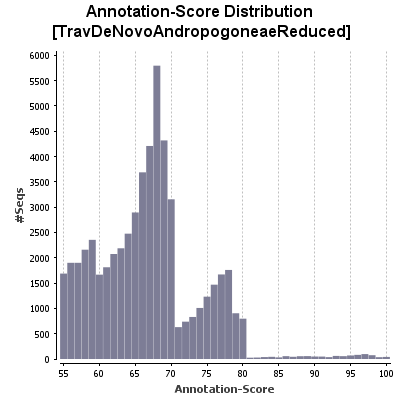 Annotation-Score Distribution
[TravDeNovoAndropogoneaeReduced]
6000
5500
5000
4500
4000
3500
3000
2500
2000
1500
1000
500
0
#Seqs
55 60 65 70 75 80 85 90 95 100
Annotation-Score